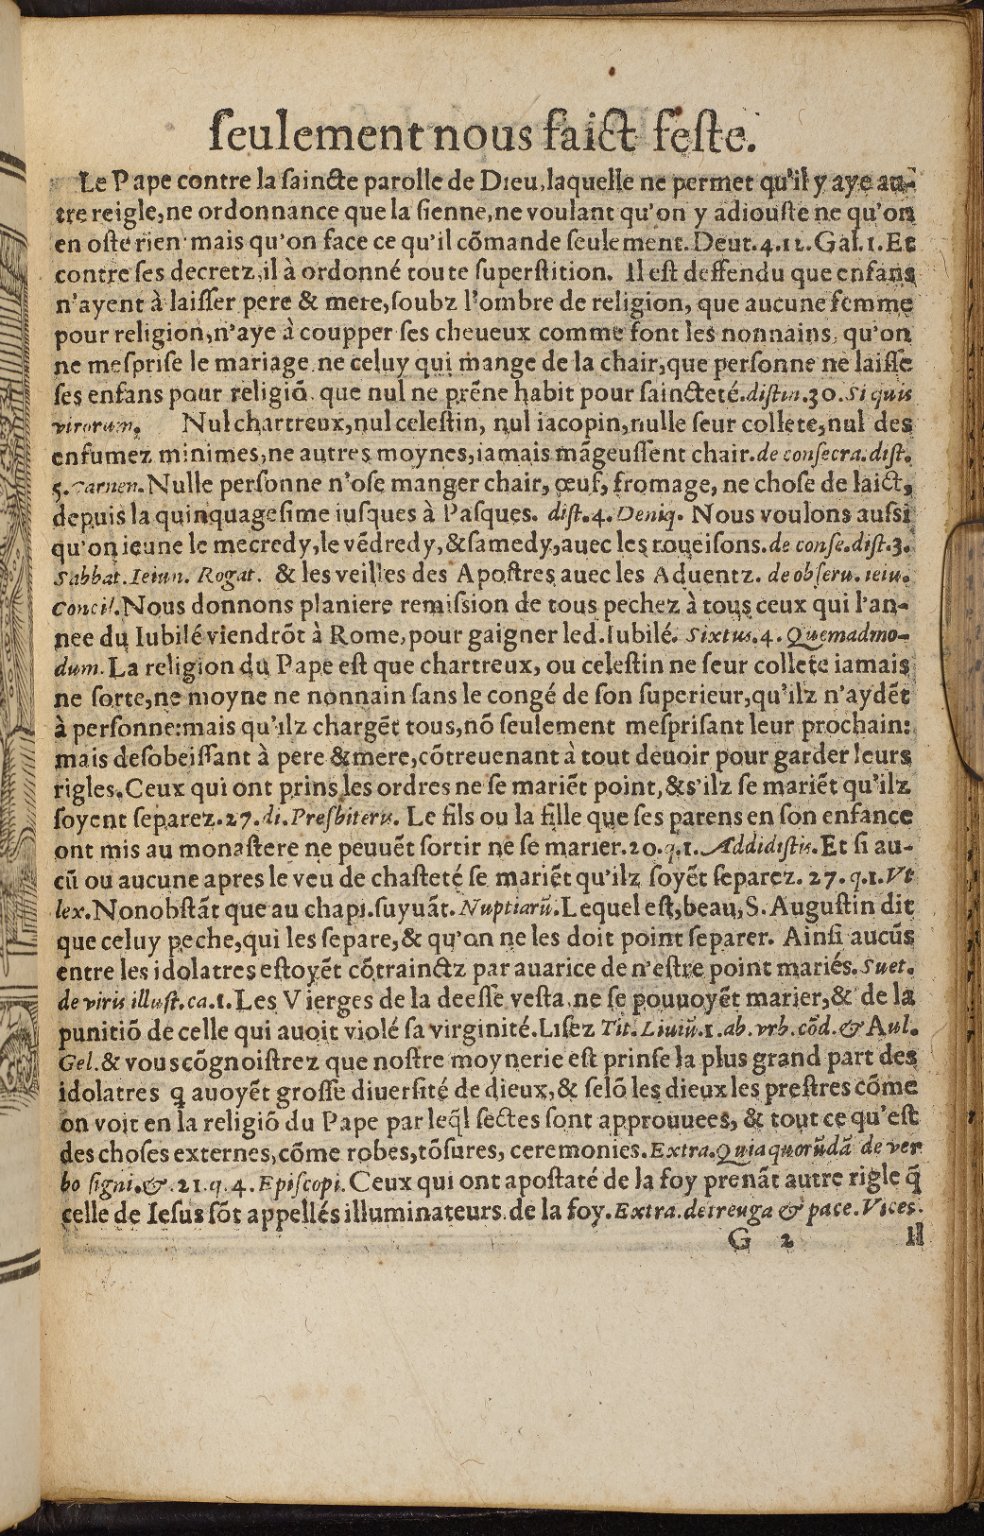 ſeulement nous faict feſte.
Le Pape contre la ſaincte parolle de Dieu, laquelle ne permet qu'il y aye au-
tre reigle, ne ordonnance que la ſienne, ne voulant qu'on y adiouſte ne qu'on
en oſte rien: mais qu'on face ce qu'il cõmande ſeulement. Deut. 4. 12. Gal. 1. Et
contre ſes decretz, il à ordonné toute ſuperſtition. Il eſt deffendu que enfans
n'ayent à laiſſer pere & mere, ſoubz l'ombre de religion, que aucune femme
pour religion, n'aye à coupper ſes cheueux comme font les nonnains, qu'on
ne meſpriſe le mariage, ne celuy qui mange de la chair, que perſonne ne laiſſe
ſes enfans pour religiõ, que nul ne prẽne habit pour ſaincteté. diſtin. 30. Si quis
virorum. Nul chartreux, nul celeſtin, nul iacopin, nulle ſeur collete, nul des
enfumez minimes, ne autres moynes, iamais mãgeuſſent chair. de conſecra. diſt.
5. Carnen. Nulle perſonne n'oſe manger chair, œuf, fromage, ne choſe de laict,
depuis la quinquageſime iuſques à Paſques. diſt. 4. Deniq. Nous voulons auſſi
qu'on ieune le mecredy, le vẽdredy, & ſamedy, auec les roueiſons. de conſe. diſt. 3.
Sabbat. Ieiun. Rogat. & les veilles des Apoſtres auec les Aduentz. de obſeru. ieiu.
Concil. Nous donnons planiere remiſsion de tous pechez à tous ceux qui l'an-
nee du Iubilé viendrõt à Rome, pour gaigner led. Iubilé. Sixtus. 4. Quemadmo-
dum. La religion du Pape eſt que chartreux, ou celeſtin ne ſeur collete iamais
ne ſorte, ne moyne ne nonnain ſans le congé de ſon ſuperieur, qu'ilz n'aydẽt
à perſonne: mais qu'ilz chargẽt tous, nõ ſeulement meſpriſant leur prochain:
mais deſobeiſſant à pere & mere, cõtreuenant à tout deuoir pour garder leurs
rigles. Ceux qui ont prins les ordres ne ſe mariẽt point, & s'ilz ſe mariẽt qu'ilz
ſoyent ſeparez. 27. di. Preſbiteru. Le fils ou la fille que ſes parens en ſon enfance
ont mis au monaſtere ne peuuẽt ſortir ne ſe marier. 20. q. 1. Addidiſtis. Et ſi au-
cũ ou aucune apres le veu de chaſteté ſe mariẽt qu'ilz ſoyẽt ſeparez. 27. q. 1. Vt
lex. Nonobſtãt que au chapi. ſuyuãt. Nuptiarũ. Lequel eſt, beau, S. Auguſtin dit
que celuy peche, qui les ſepare, & qu'on ne les doit point ſeparer. Ainſi aucũs
entre les idolatres eſtoyẽt cõtrainctz par auarice de n'eſtre point mariés. Suet.
de viris illuſt. ca. 1. Les Vierges de la deeſſe veſta, ne ſe pouuoyẽt marier, & de la
punitiõ de celle qui auoit violé ſa virginité. Liſez Tit. Liuiũ. 1. ab. vrb. cõd. & Aul.
Gel. & vous cõgnoiſtrez que noſtre moynerie eſt prinſe la plus grand part des
idolatres q auoyẽt groſſe diuerſité de dieux, & ſelõ les dieux les preſtres cõme
on voit en la religiõ du Pape par leq̃l ſectes ſont approuuees, & tout ce qu'eſt
des choſes externes, cõme robes, tõſures, ceremonies. Extra. Quia quorũdã de ver
bo ſigni. & 21. q. 4. Epiſcopi. Ceux qui ont apoſtaté de la foy prenãt autre rigle q̃
celle de Ieſus ſõt appellés illuminateurs de la foy. Extra. de treuga & pace. Vices.
G 2 Il